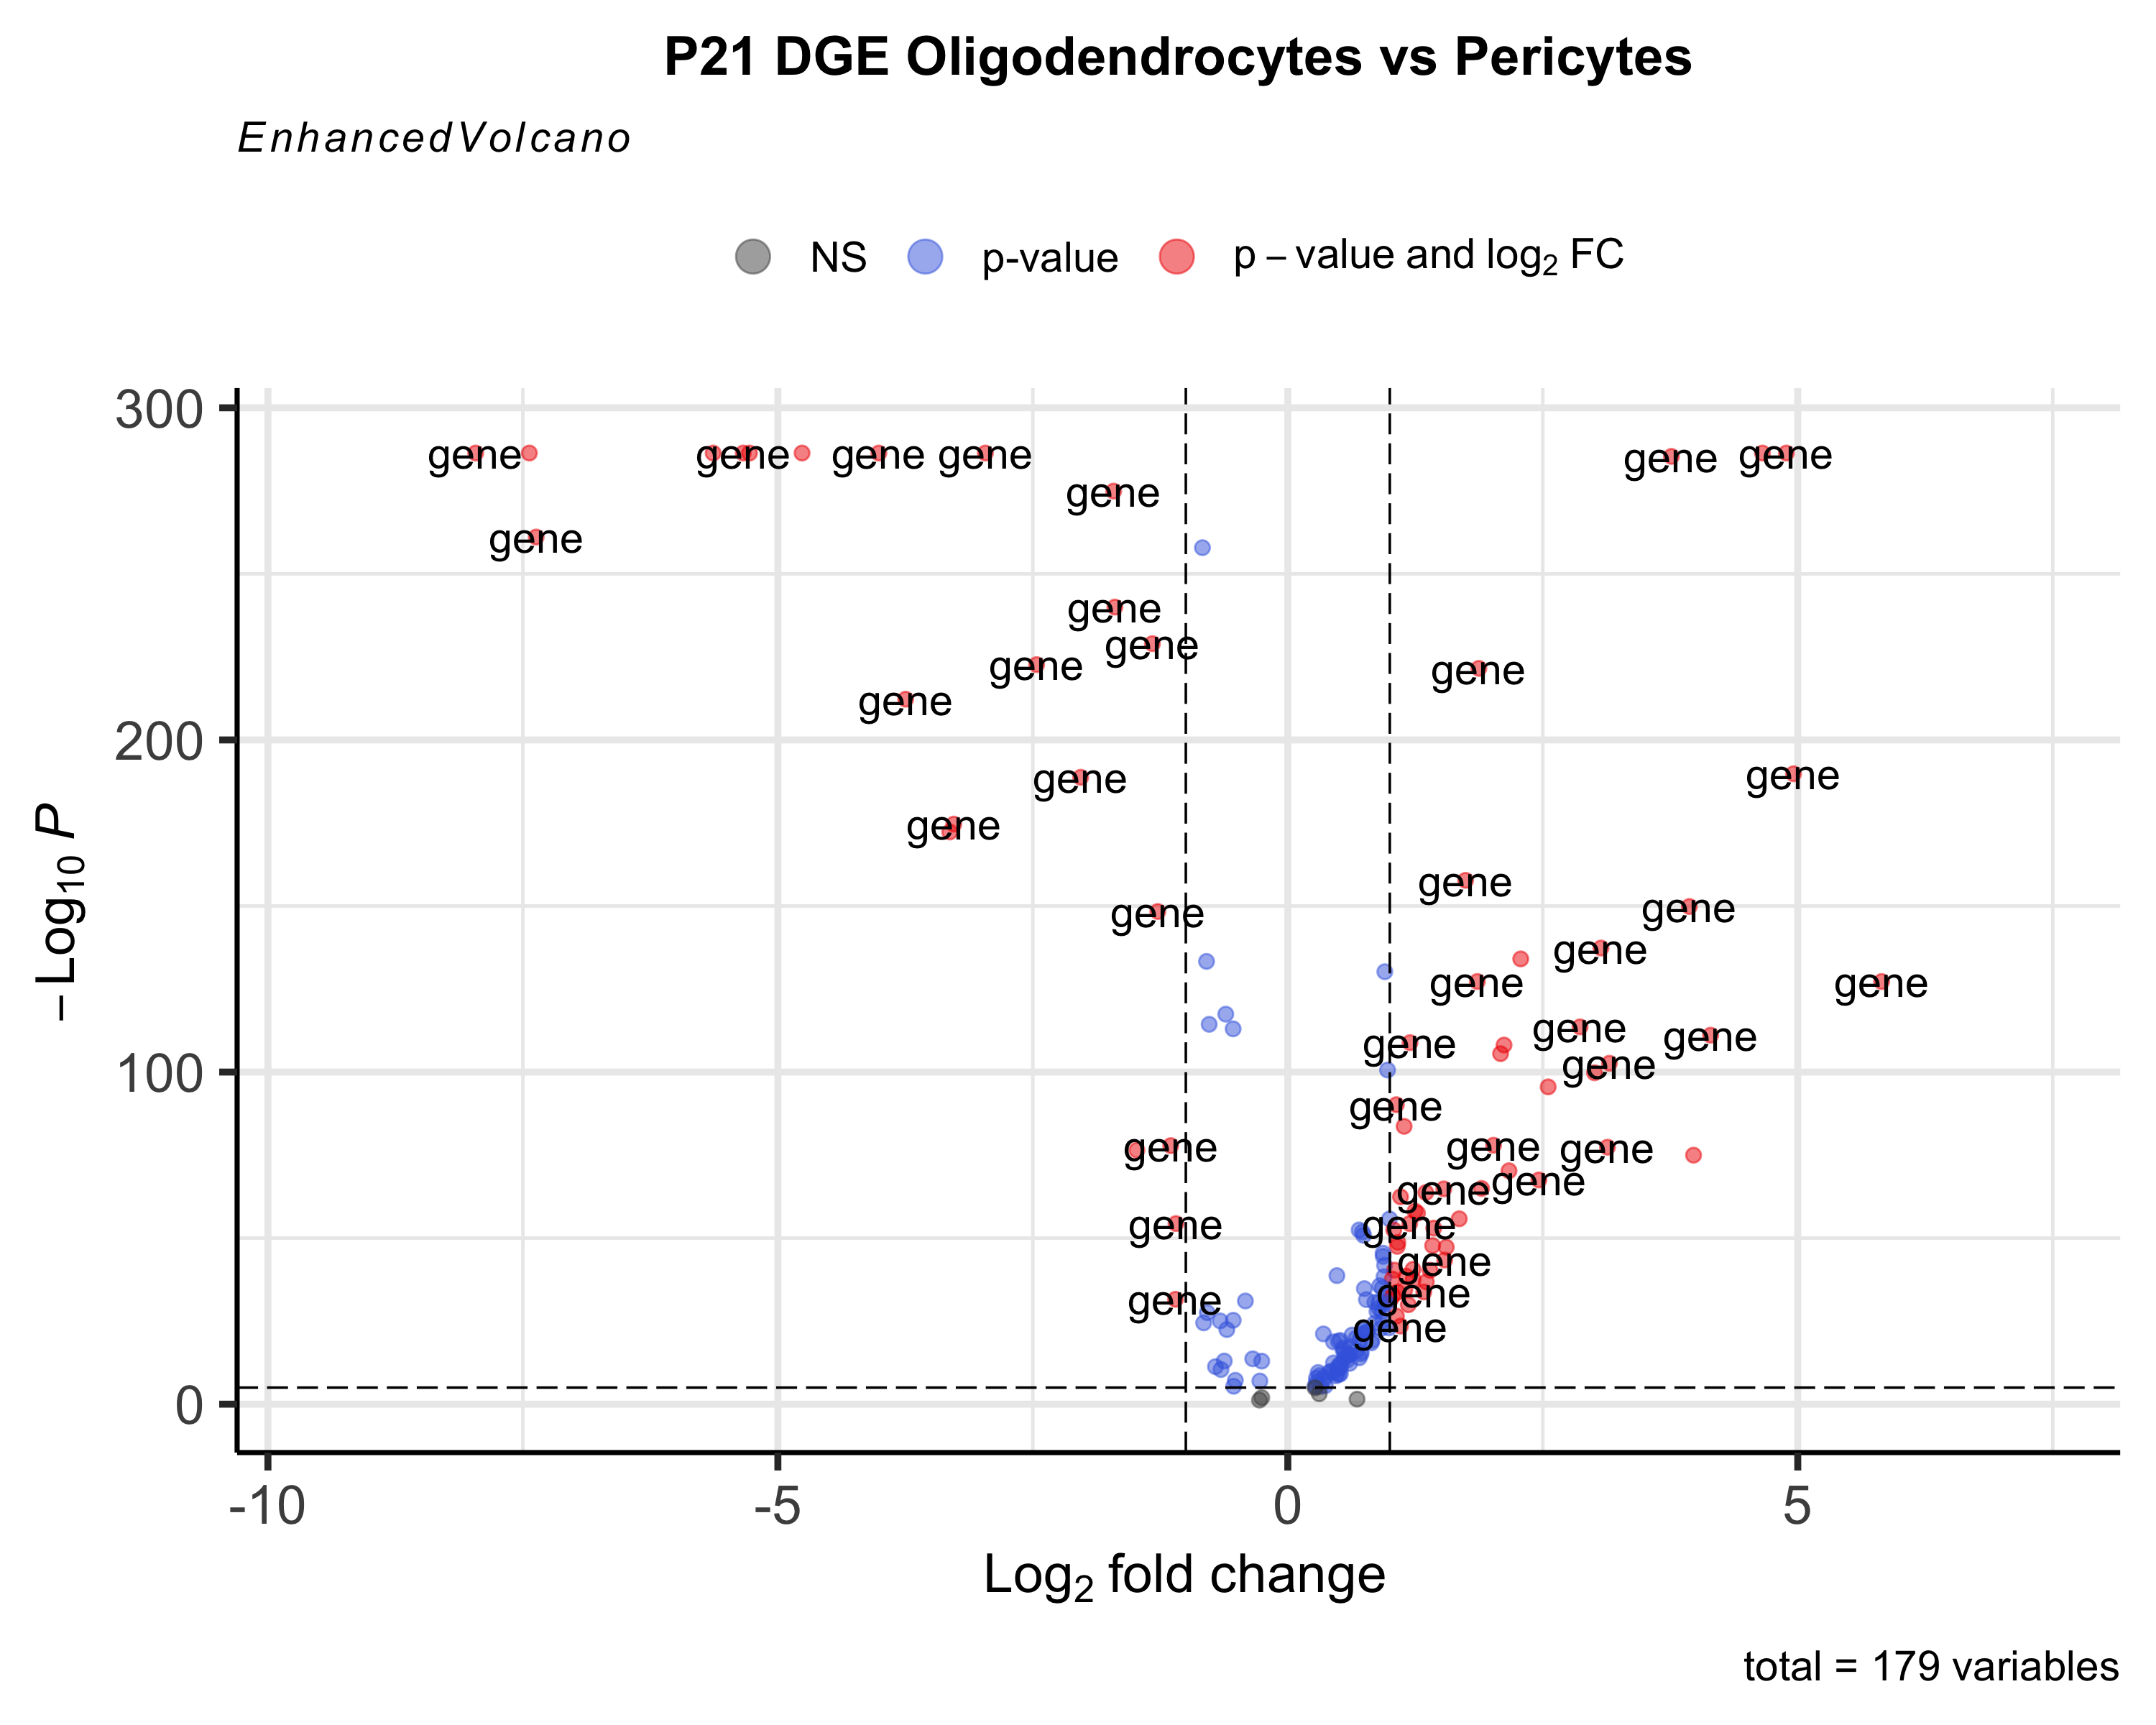 P21 DGE Oligodendrocytes vs Pericytes
EnhancedVolcano
NS p-value p – value and log₂ FC
300
gene gene gene gene gene gene
gene
gene
gene
gene
gene gene
gene
200
gene gene
gene
gene
gene gene
gene
gene gene
gene
gene gene
100
gene gene
gene
gene gene gene
gene gene
gene gene
gene
gene gene
gene
0
-10 -5 0 5
– Log₁₀ P
Log₂ fold change
total = 179 variables